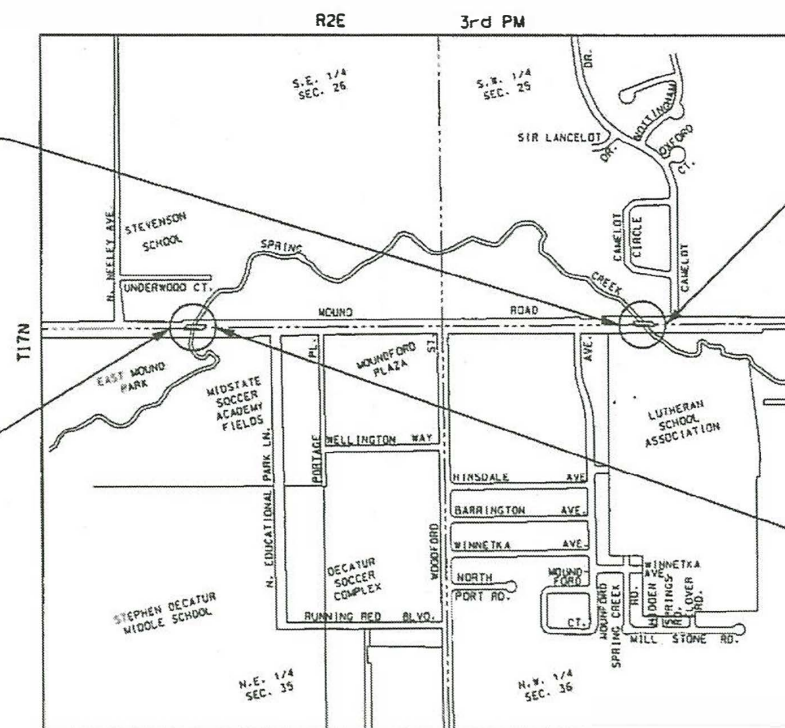 R2E 3rd PM
S.E. 1/4
SEC. 26
S.W. 1/4
SEC. 25
DR.
NOTTINGHAM
OXFORD
CT.
SIR LANCELOT
DR.
CAMELOT
CIRCLE
CAMELOT
N. NEELEY AVE.
STEVENSON
SCHOOL
SPRING
CREEK
UNDERWOOD CT.
MOUND ROAD
T17N
EAST MOUND
PARK
MIDSTATE
SOCCER
ACADEMY
FIELDS
PL.
MOUNDFORD
PLAZA
ST.
AVE.
LUTHERAN
SCHOOL
ASSOCIATION
WELLINGTON WAY
PORTAGE
N. EDUCATIONAL PARK LN.
HINSDALE AVE
BARRINGTON AVE.
WINNETKA AVE.
WOODFORD
DECATUR
SOCCER
COMPLEX
NORTH
PORT RD.
MOUND
FORD
CT.
WINNETKA
AVE.
MOUNFORD
SPRING CREEK
RD.
HIDDEN
SPRINGS
RD.
CLOVER
RD.
MILL STONE RD.
STEPHEN DECATUR
MIDDLE SCHOOL
RUNNING RED BLVD.
N.E. 1/4
SEC. 35
N.W. 1/4
SEC. 36